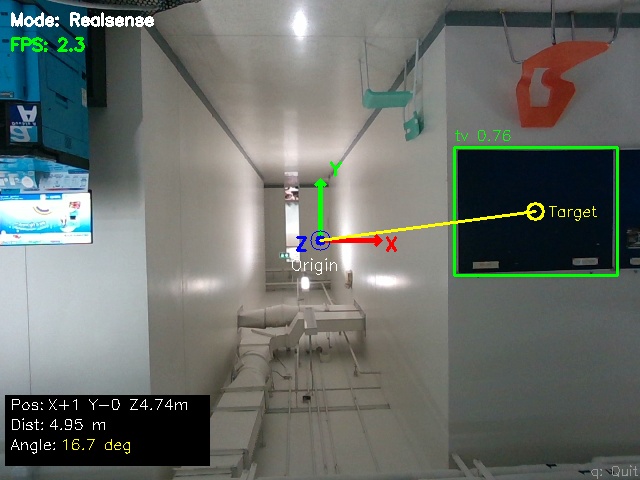 Mode: Realsense
FPS: 2.3
tv 0.76
Y
Target
Z
X
Origin
Pos: X+1 Y-0 Z4.74m
Dist: 4.95 m
Angle: 16.7 deg
q: Quit